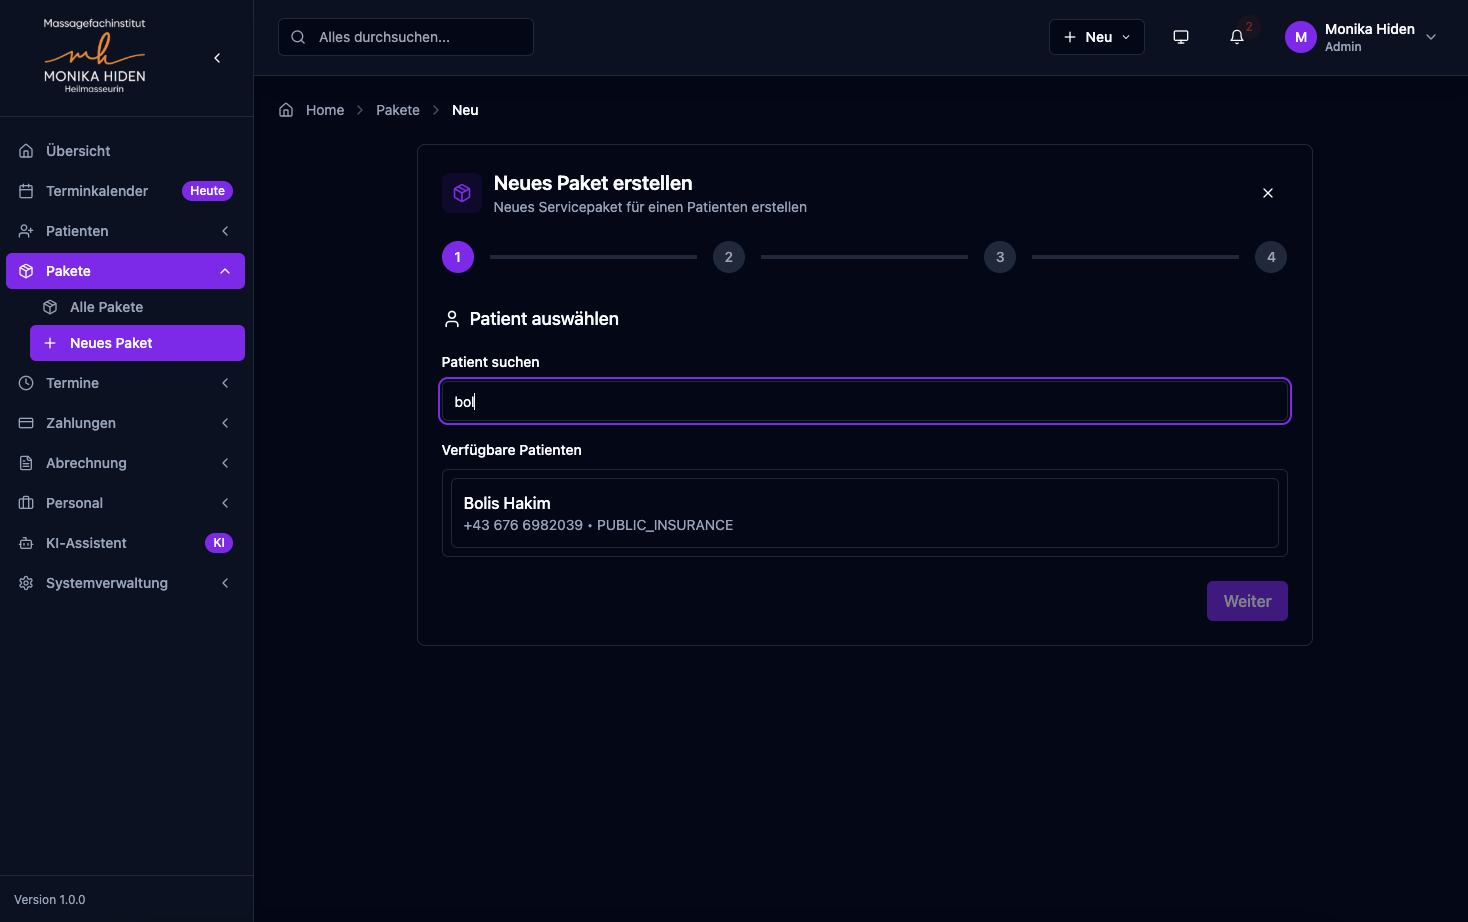 Massagefachinstitut
mh
MONIKA HIDEN
Heilmasseurin
Alles durchsuchen...
Neu
2
M
Monika Hiden
Admin
Home
Pakete
Neu
Übersicht
Terminkalender
Heute
Patienten
Pakete
Alle Pakete
Neues Paket
Termine
Zahlungen
Abrechnung
Personal
KI-Assistent
KI
Systemverwaltung
Version 1.0.0
Neues Paket erstellen
Neues Servicepaket für einen Patienten erstellen
1
2
3
4
Patient auswählen
Patient suchen
bol
Verfügbare Patienten
Bolis Hakim
+43 676 6982039 • PUBLIC_INSURANCE
Weiter